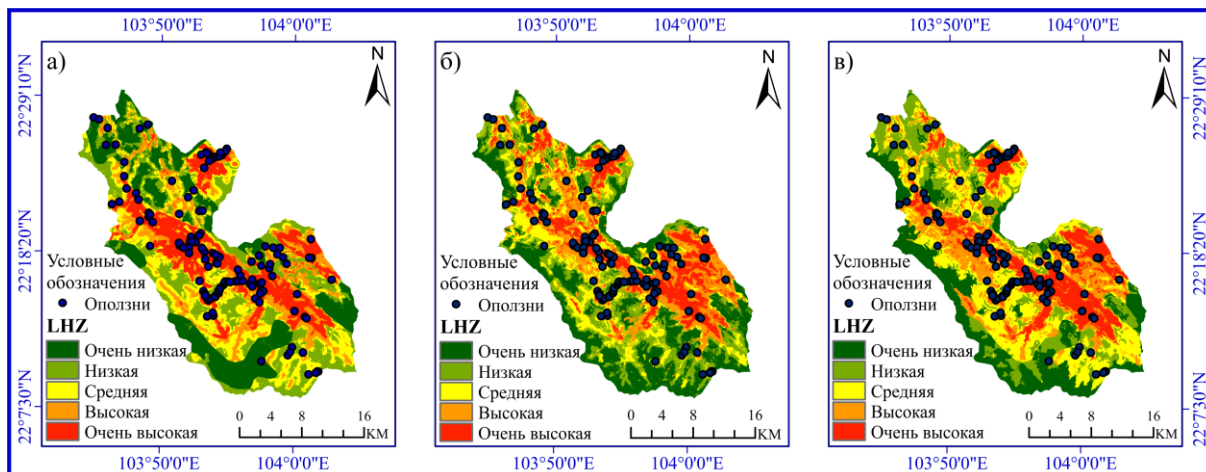 103°50'0"E 104°0'0"E 103°50'0"E 104°0'0"E 103°50'0"E 104°0'0"E
22°29'10"N
22°18'20"N
22°7'30"N
а)
N
Условные
обозначения
Оползни
LHZ
Очень низкая
Низкая
Средняя
Высокая
Очень высокая
0 4 8 16
КМ
б)
N
Условные
обозначения
Оползни
LHZ
Очень низкая
Низкая
Средняя
Высокая
Очень высокая
0 4 8 16
КМ
в)
N
Условные
обозначения
Оползни
LHZ
Очень низкая
Низкая
Средняя
Высокая
Очень высокая
0 4 8 16
КМ
22°29'10"N
22°18'20"N
22°7'30"N
103°50'0"E 104°0'0"E 103°50'0"E 104°0'0"E 103°50'0"E 104°0'0"E